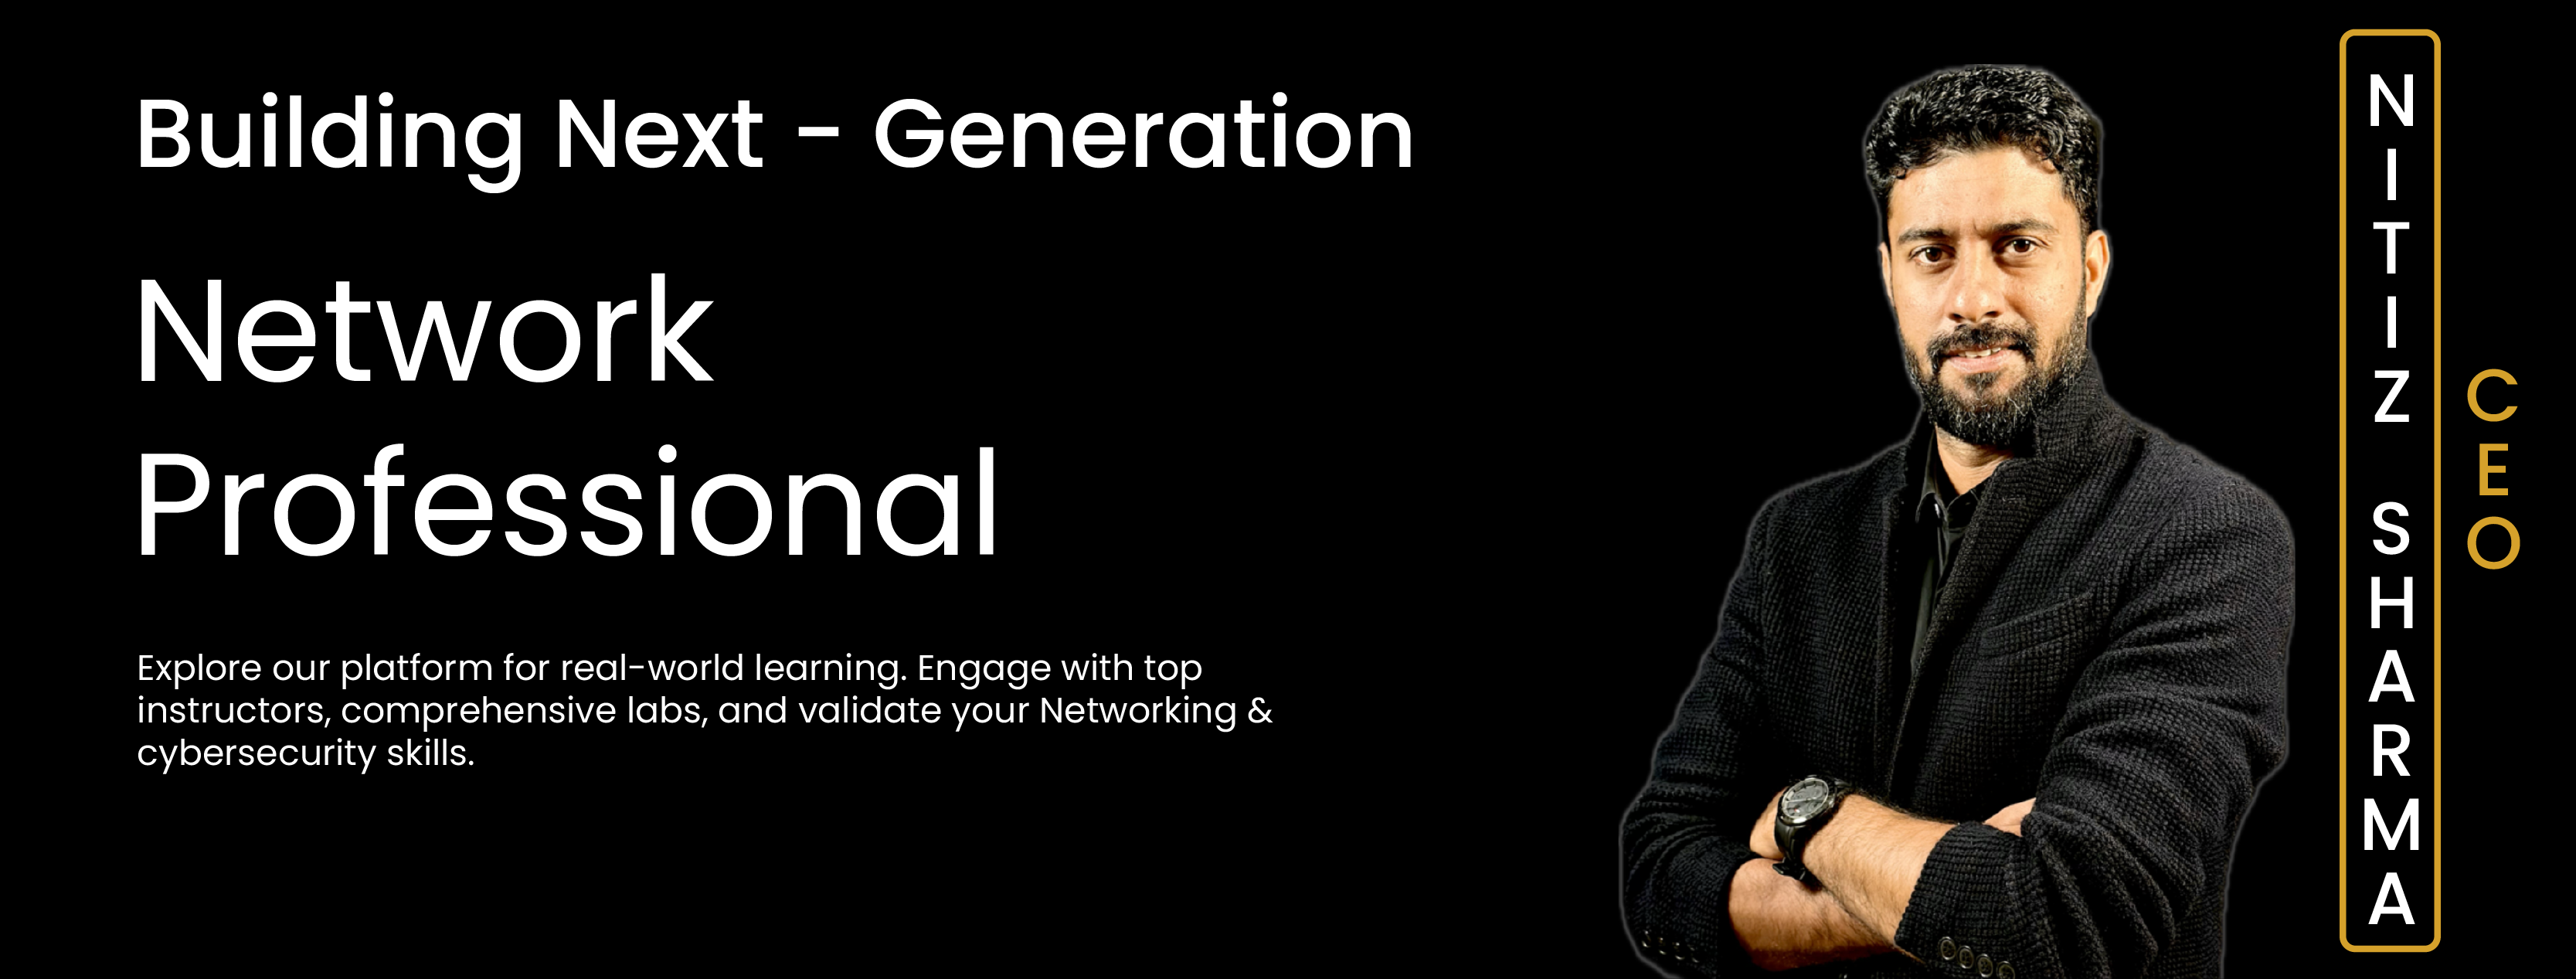 Building Next - Generation
Network
Professional
Explore our platform for real-world learning. Engage with top
instructors, comprehensive labs, and validate your Networking &
cybersecurity skills.
NITIZ SHARMA
CEO